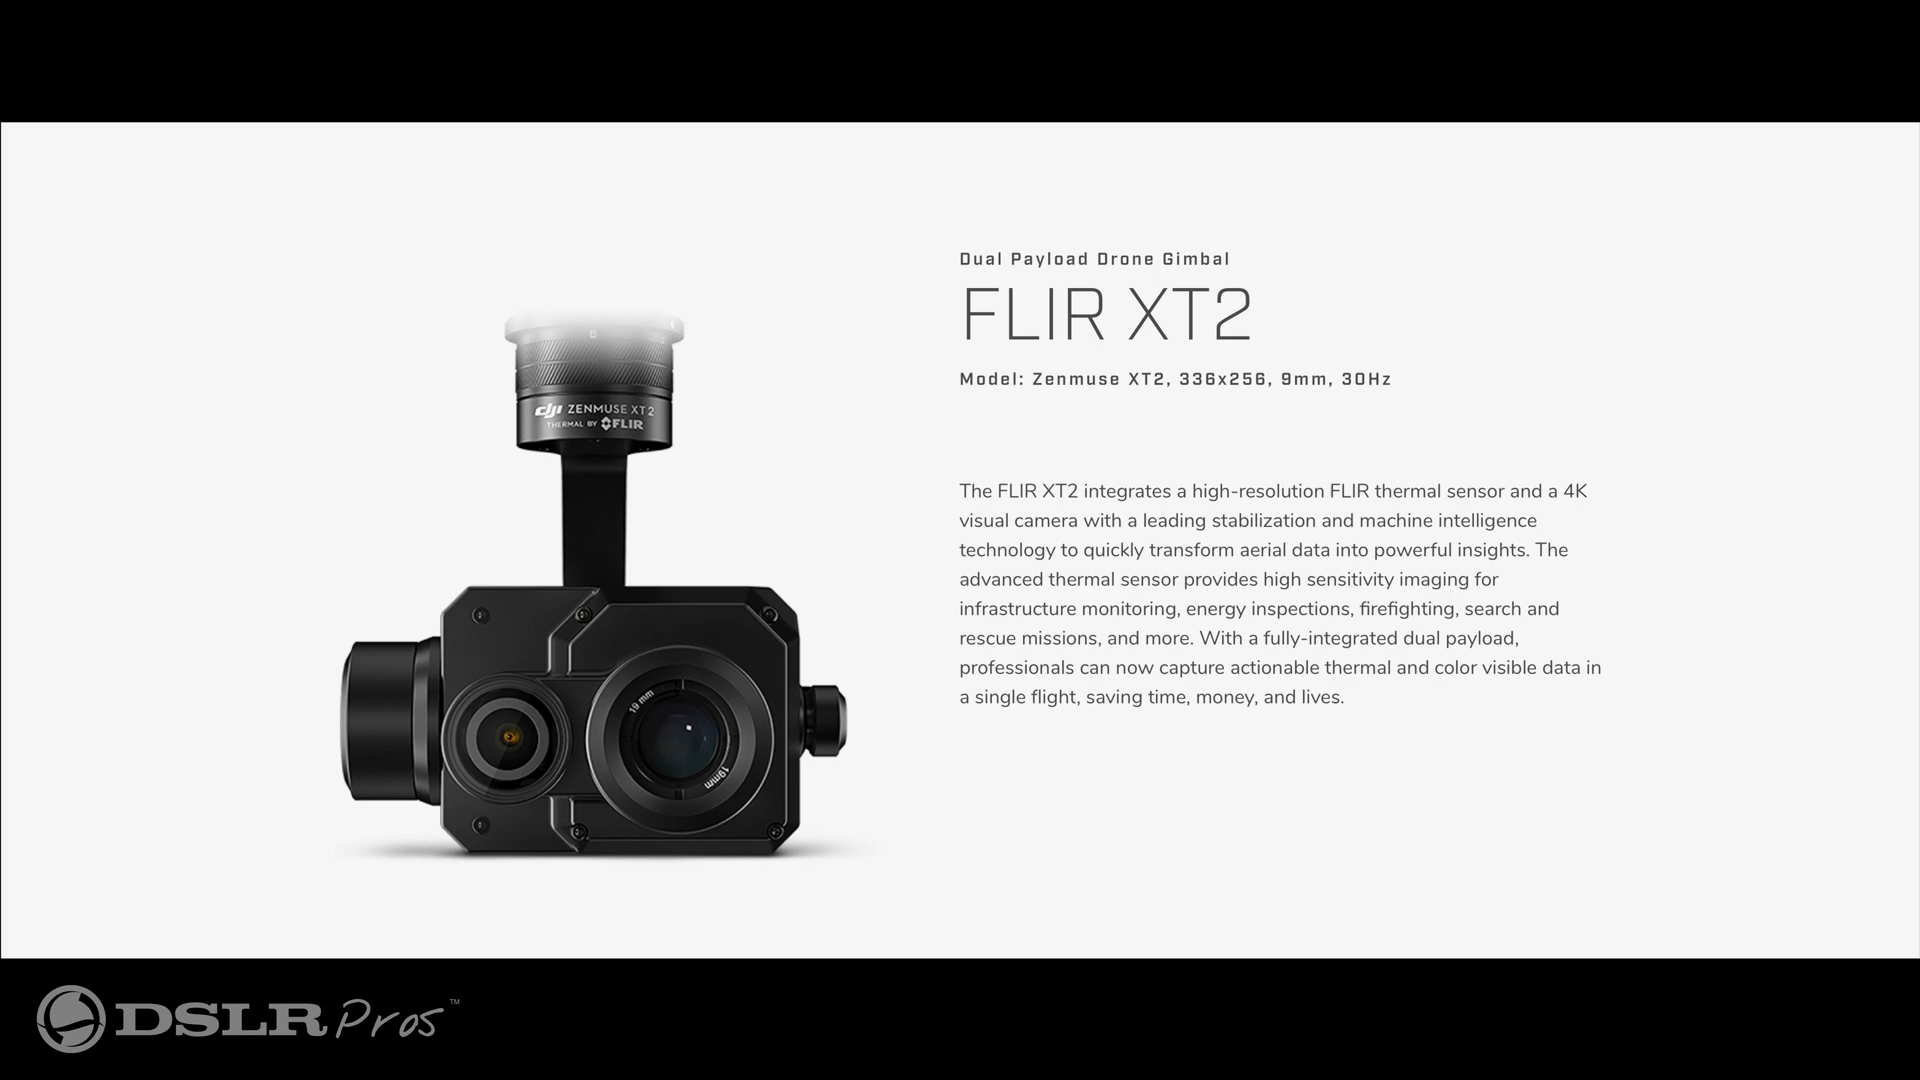 Dual Payload Drone Gimbal
FLIR XT2
Model: Zenmuse XT2, 336x256, 9mm, 30Hz
dji ZENMUSE XT2
THERMAL BY FLIR
The FLIR XT2 integrates a high-resolution FLIR thermal sensor and a 4K
visual camera with a leading stabilization and machine intelligence
technology to quickly transform aerial data into powerful insights. The
advanced thermal sensor provides high sensitivity imaging for
infrastructure monitoring, energy inspections, firefighting, search and
rescue missions, and more. With a fully-integrated dual payload,
professionals can now capture actionable thermal and color visible data in
a single flight, saving time, money, and lives.
19 mm
19mm
DSLR Pros™